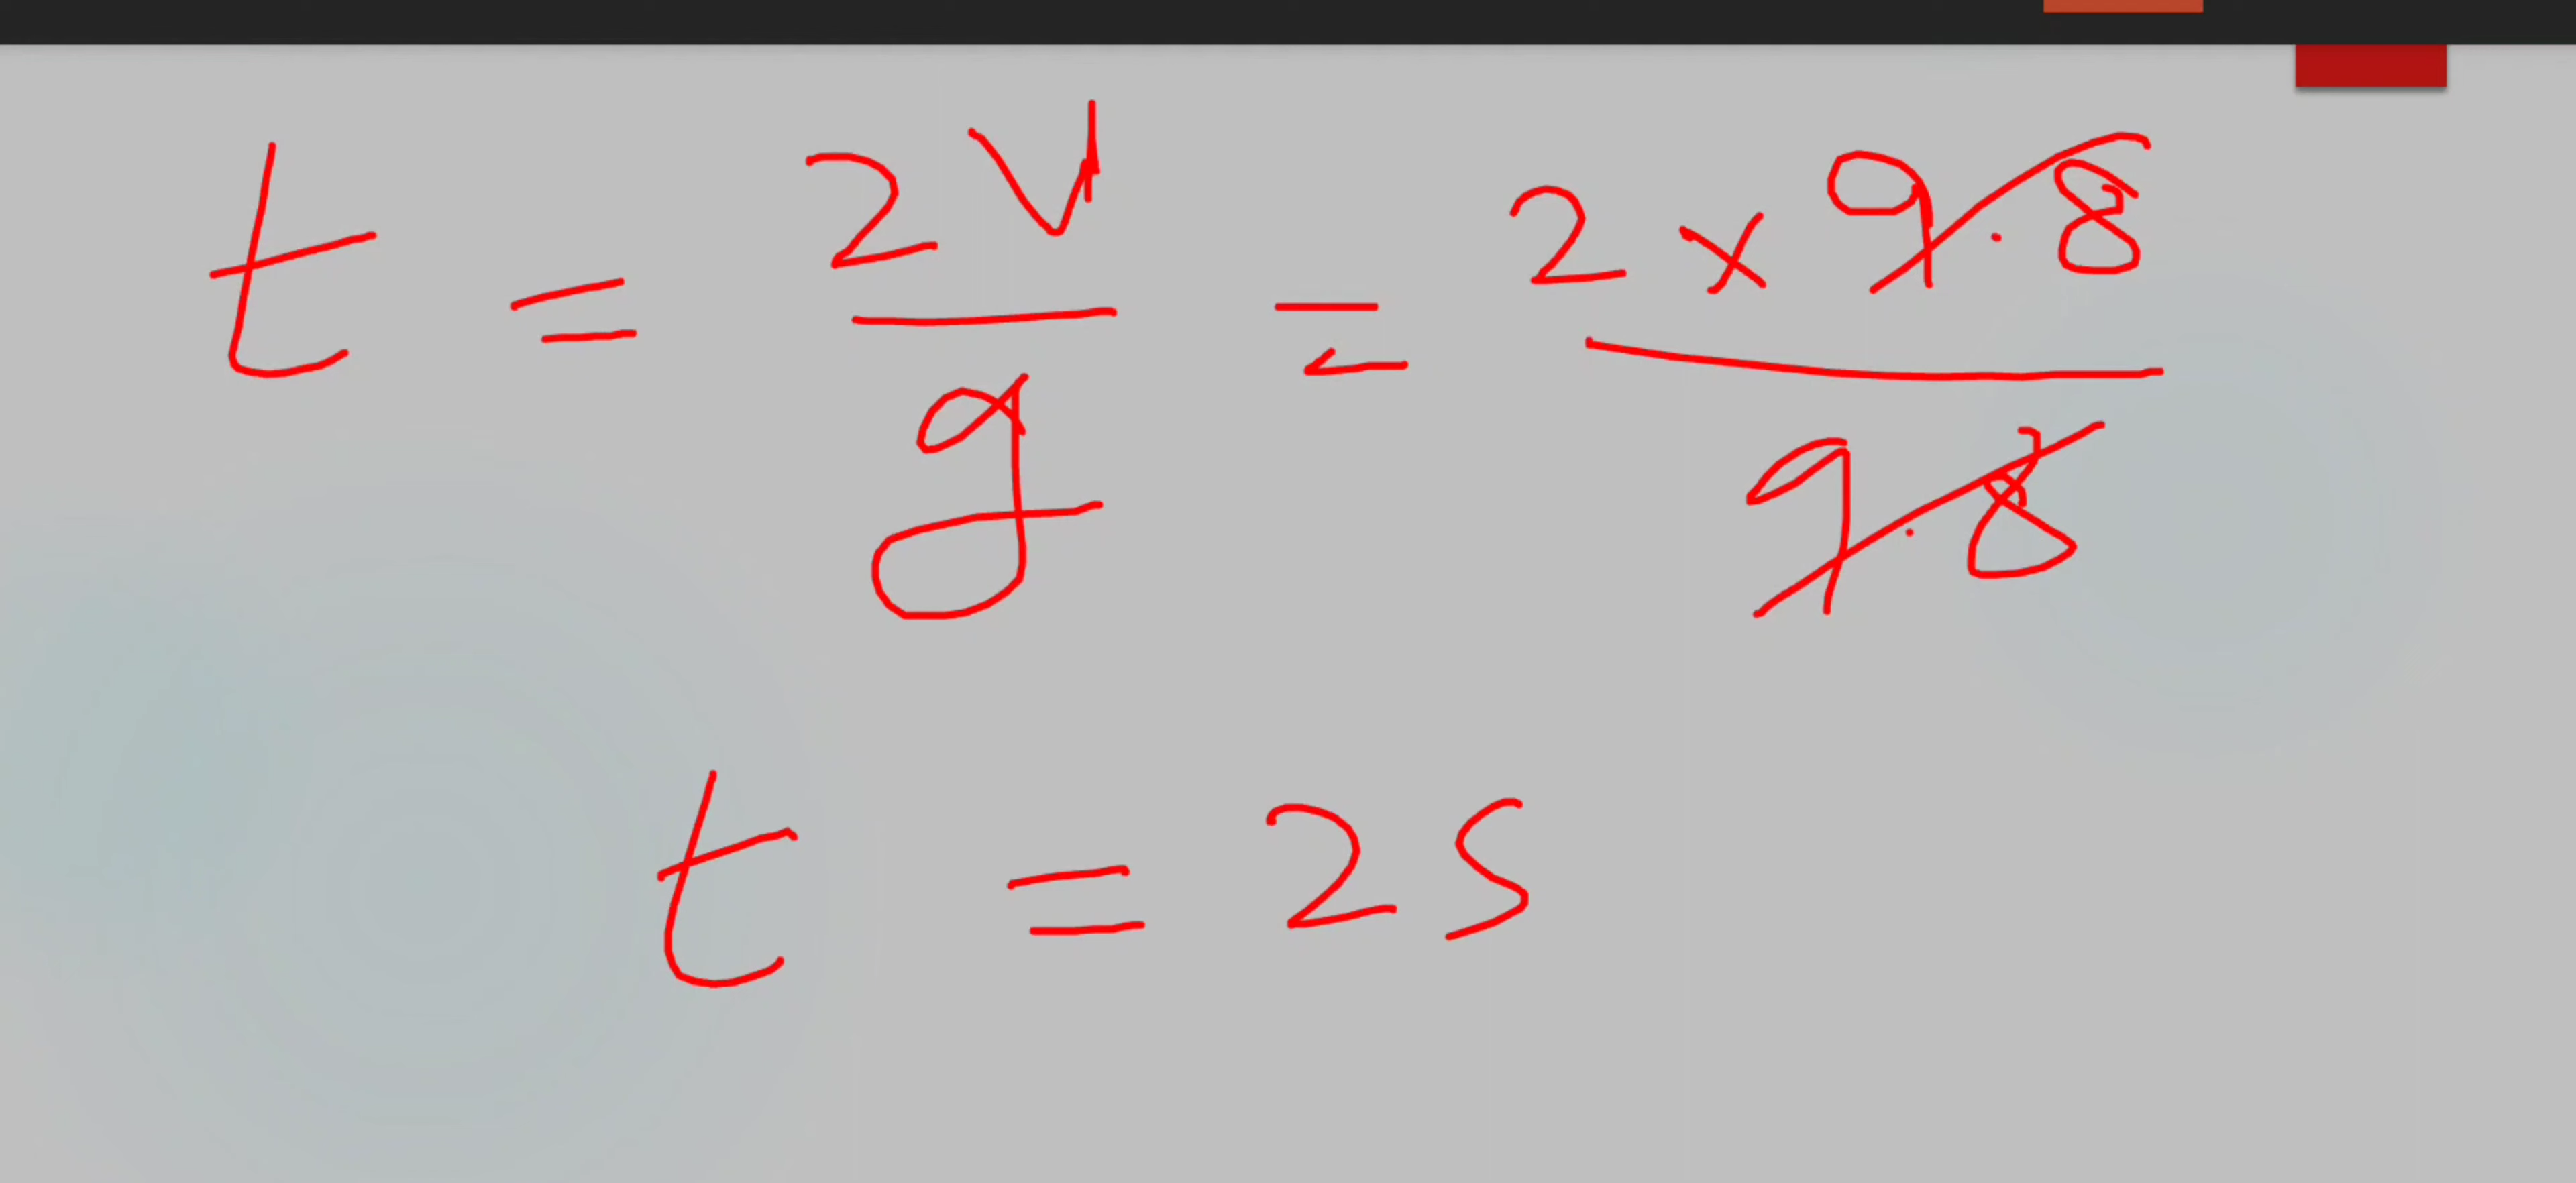 t = 2V/g = 2 × 9.8/9.8
t = 2S